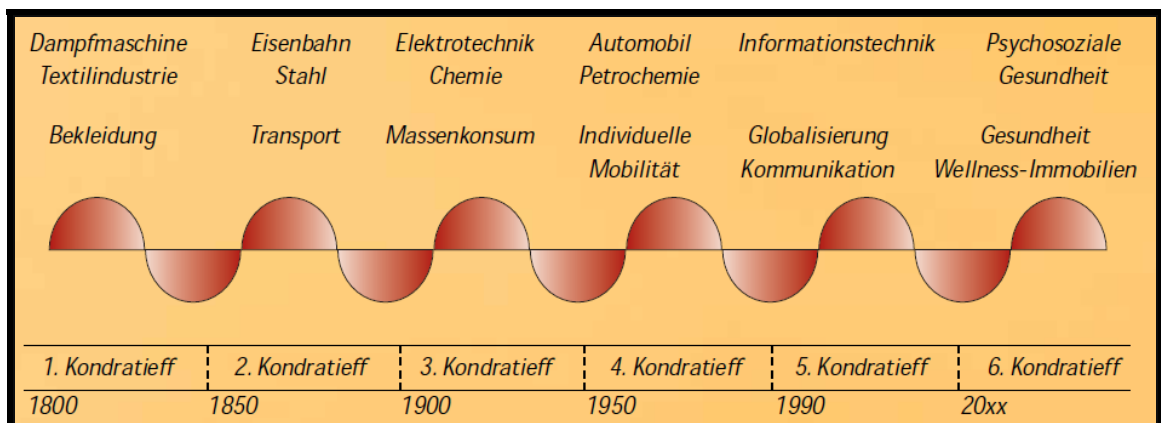 Dampfmaschine
Textilindustrie
Bekleidung
Eisenbahn
Stahl
Transport
Elektrotechnik
Chemie
Massenkonsum
Automobil
Petrochemie
Individuelle
Mobilität
Informationstechnik
Globalisierung
Kommunikation
Psychosoziale
Gesundheit
Gesundheit
Wellness-Immobilien
1. Kondratieff
2. Kondratieff
3. Kondratieff
4. Kondratieff
5. Kondratieff
6. Kondratieff
1800
1850
1900
1950
1990
20xx